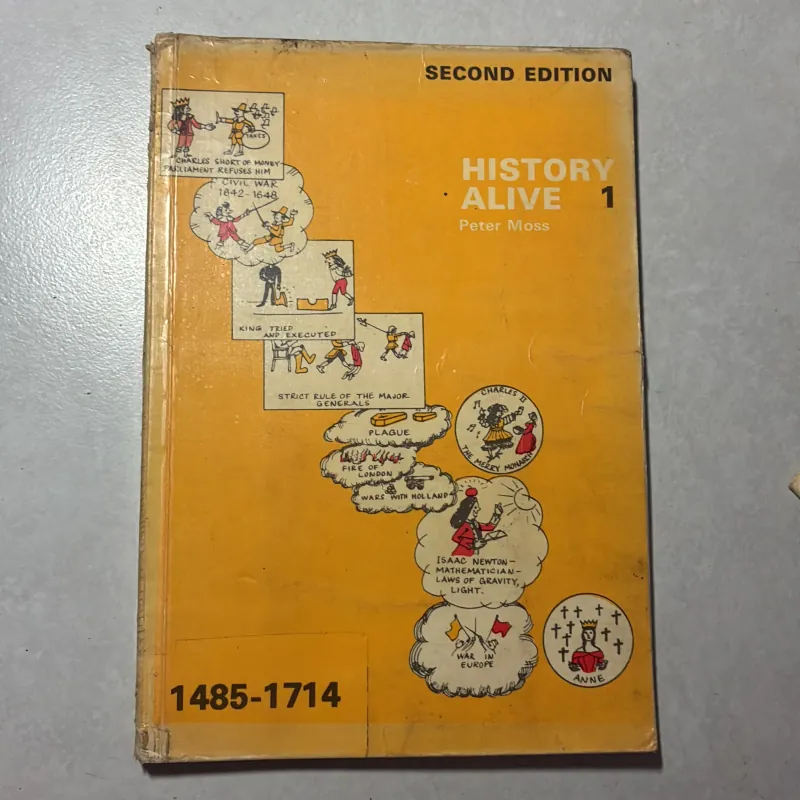 SECOND EDITION
HISTORY
ALIVE 1
Peter Moss
TAXES
CHARLES SHORT OF MONEY
PARLIAMENT REFUSES HIM
CIVIL WAR
1642-1648
KING TRIED
AND EXECUTED
STRICT RULE OF THE MAJOR
GENERALS
PLAGUE
FIRE OF
LONDON
WARS WITH HOLLAND
CHARLES II
THE MERRY MONARCH
ISAAC NEWTON-
MATHEMATICIAN-
LAWS OF GRAVITY,
LIGHT.
WAR IN
EUROPE
ANNE
1485-1714